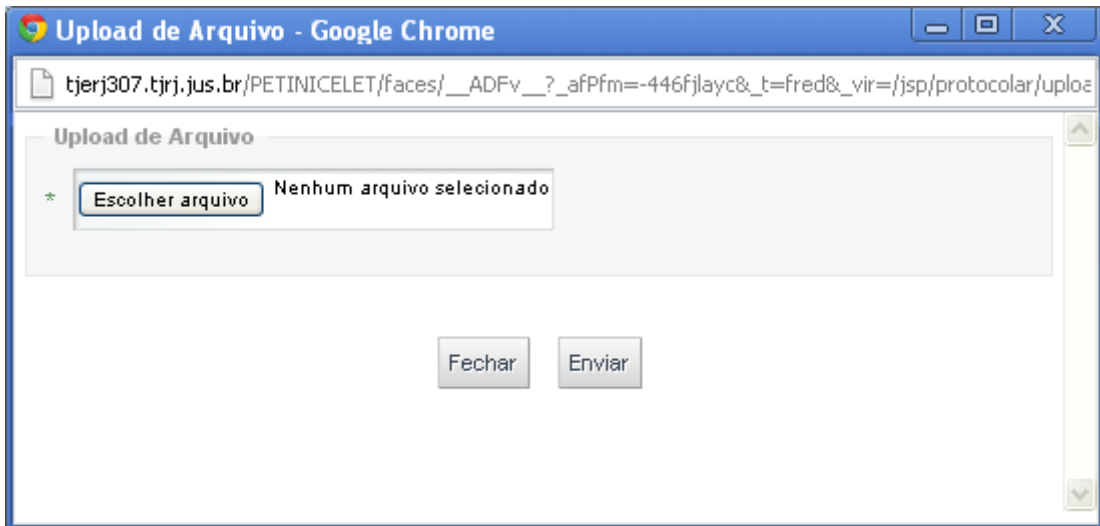 Upload de Arquivo - Google Chrome
tjerj307.tjrj.jus.br/PETINICELET/faces/__ADFv__?_afPfm=-446fjlayc&_t=fred&_vir=/jsp/protocolar/uploa
Upload de Arquivo
* Escolher arquivo Nenhum arquivo selecionado
Fechar Enviar